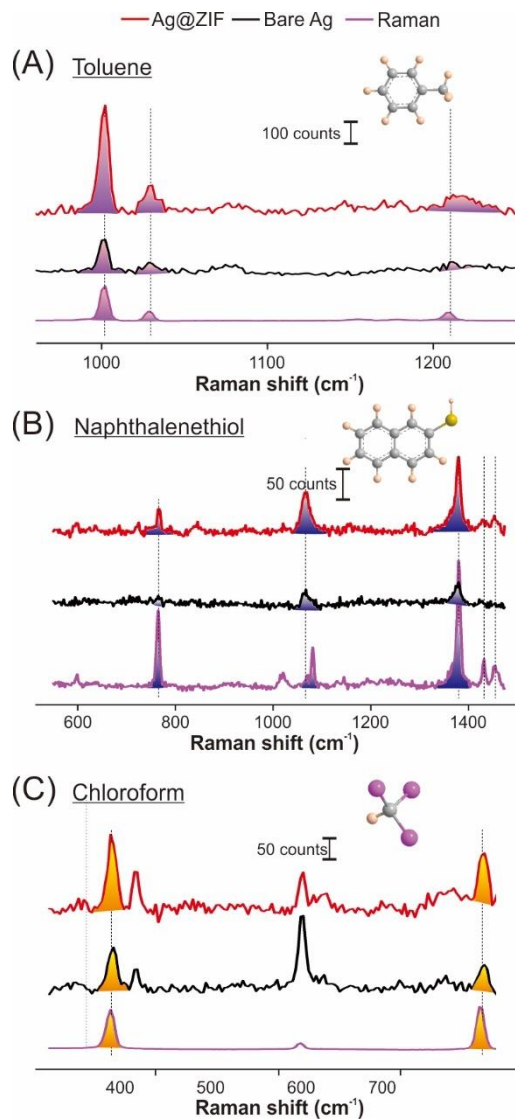 Ag@ZIF Bare Ag Raman
(A) Toluene
100 counts
1000 1100 1200
Raman shift (cm-1)
(B) Naphthalenethiol
50 counts
600 800 1000 1200 1400
Raman shift (cm-1)
(C) Chloroform
50 counts
400 500 600 700
Raman shift (cm-1)